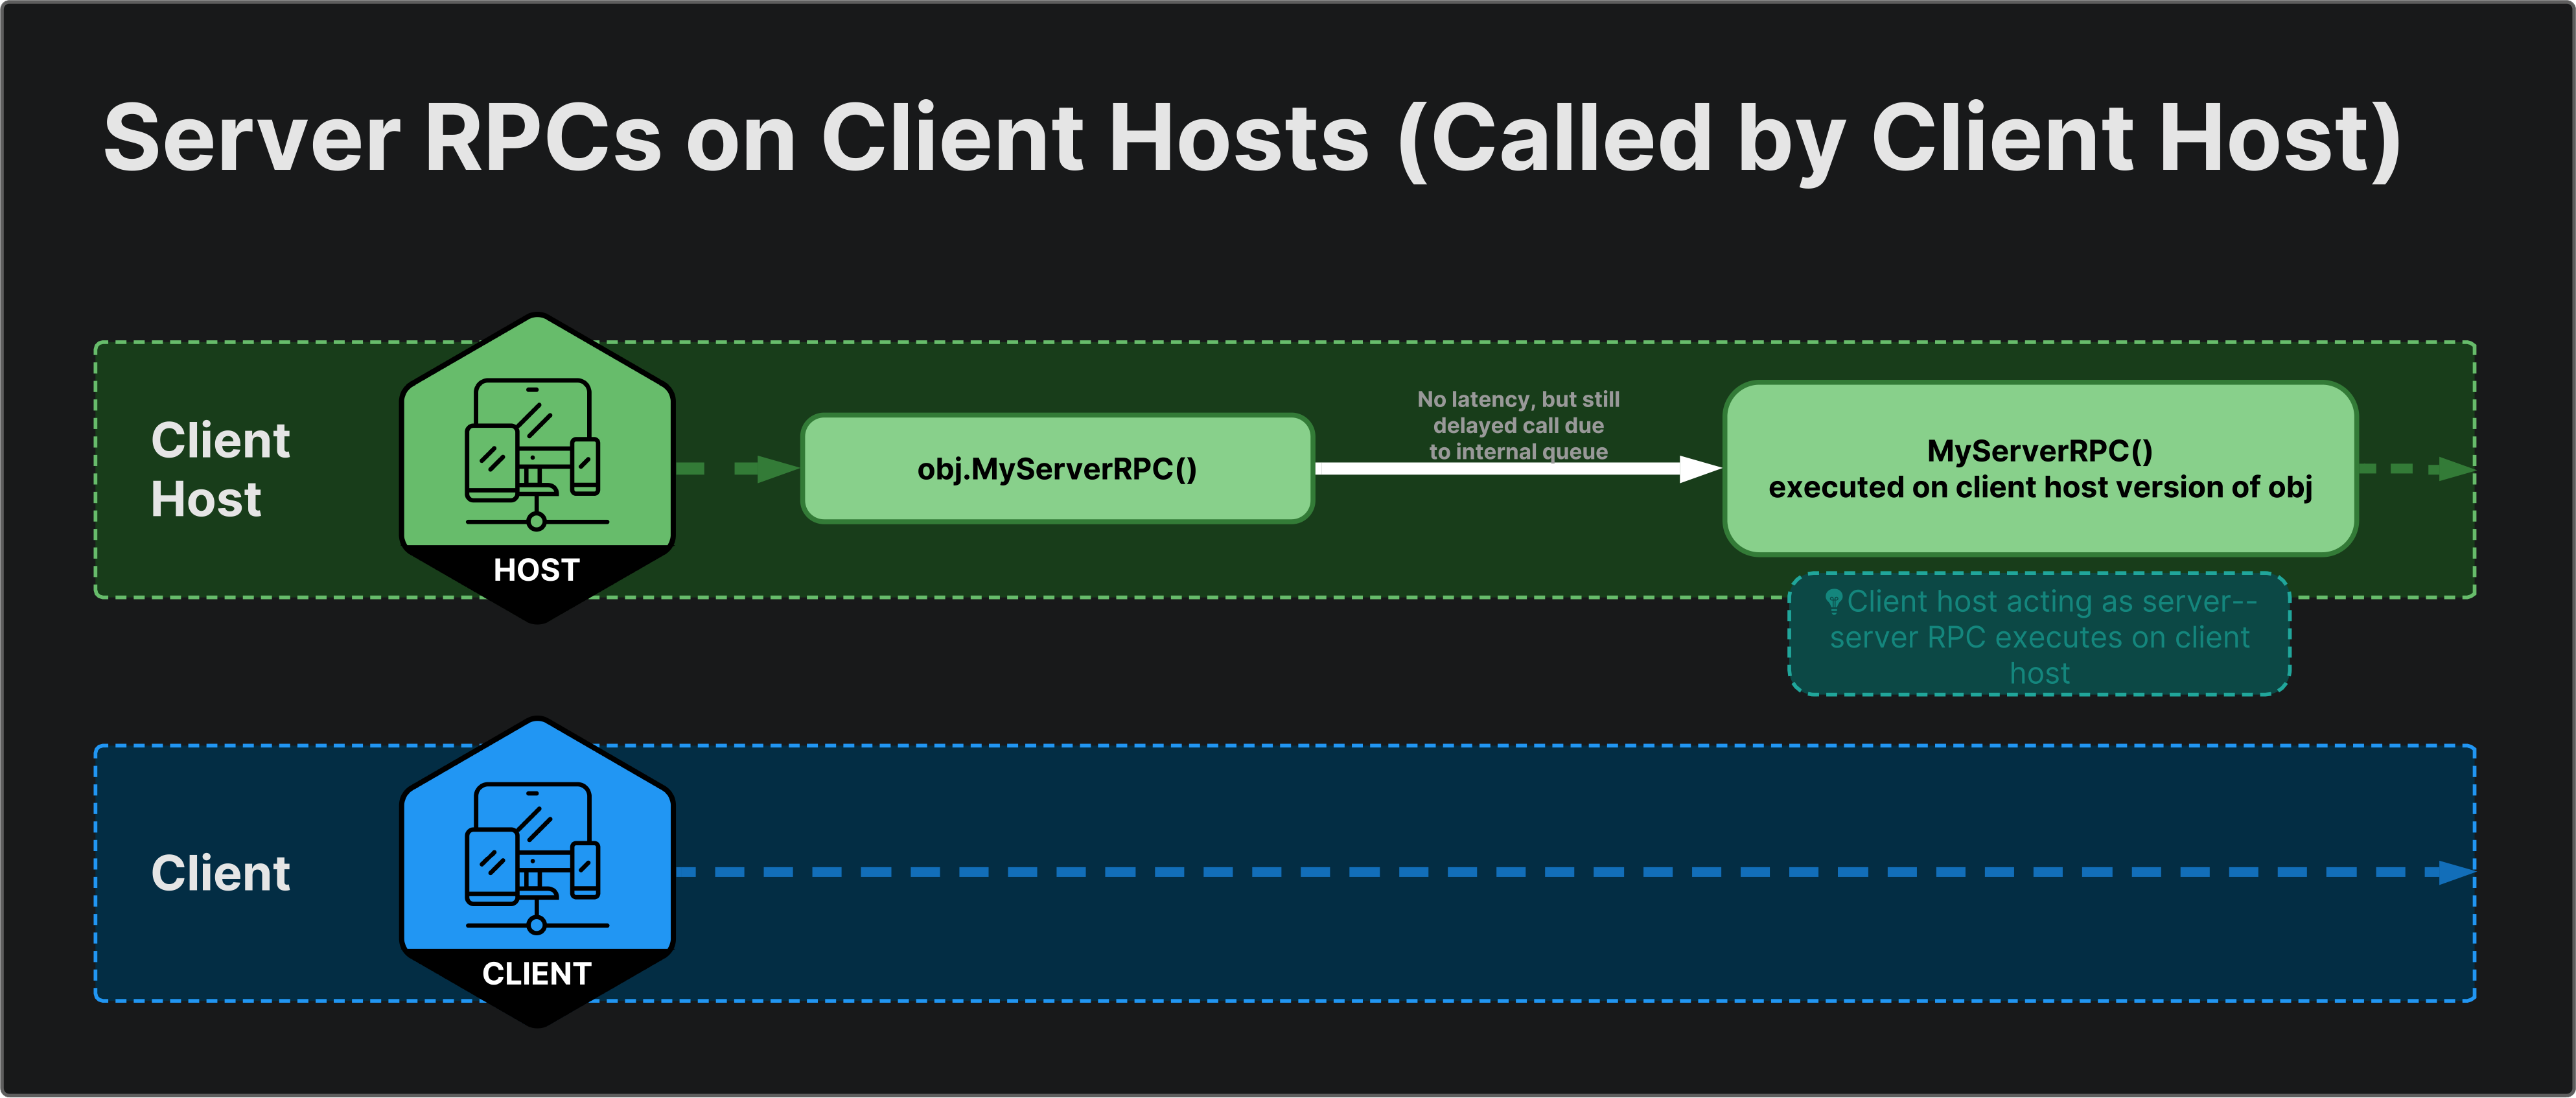 Server RPCs on Client Hosts (Called by Client Host)
Client
Host
HOST
obj.MyServerRPC()
No latency, but still
delayed call due
to internal queue
MyServerRPC()
executed on client host version of obj
Client host acting as server--
server RPC executes on client
host
Client
CLIENT